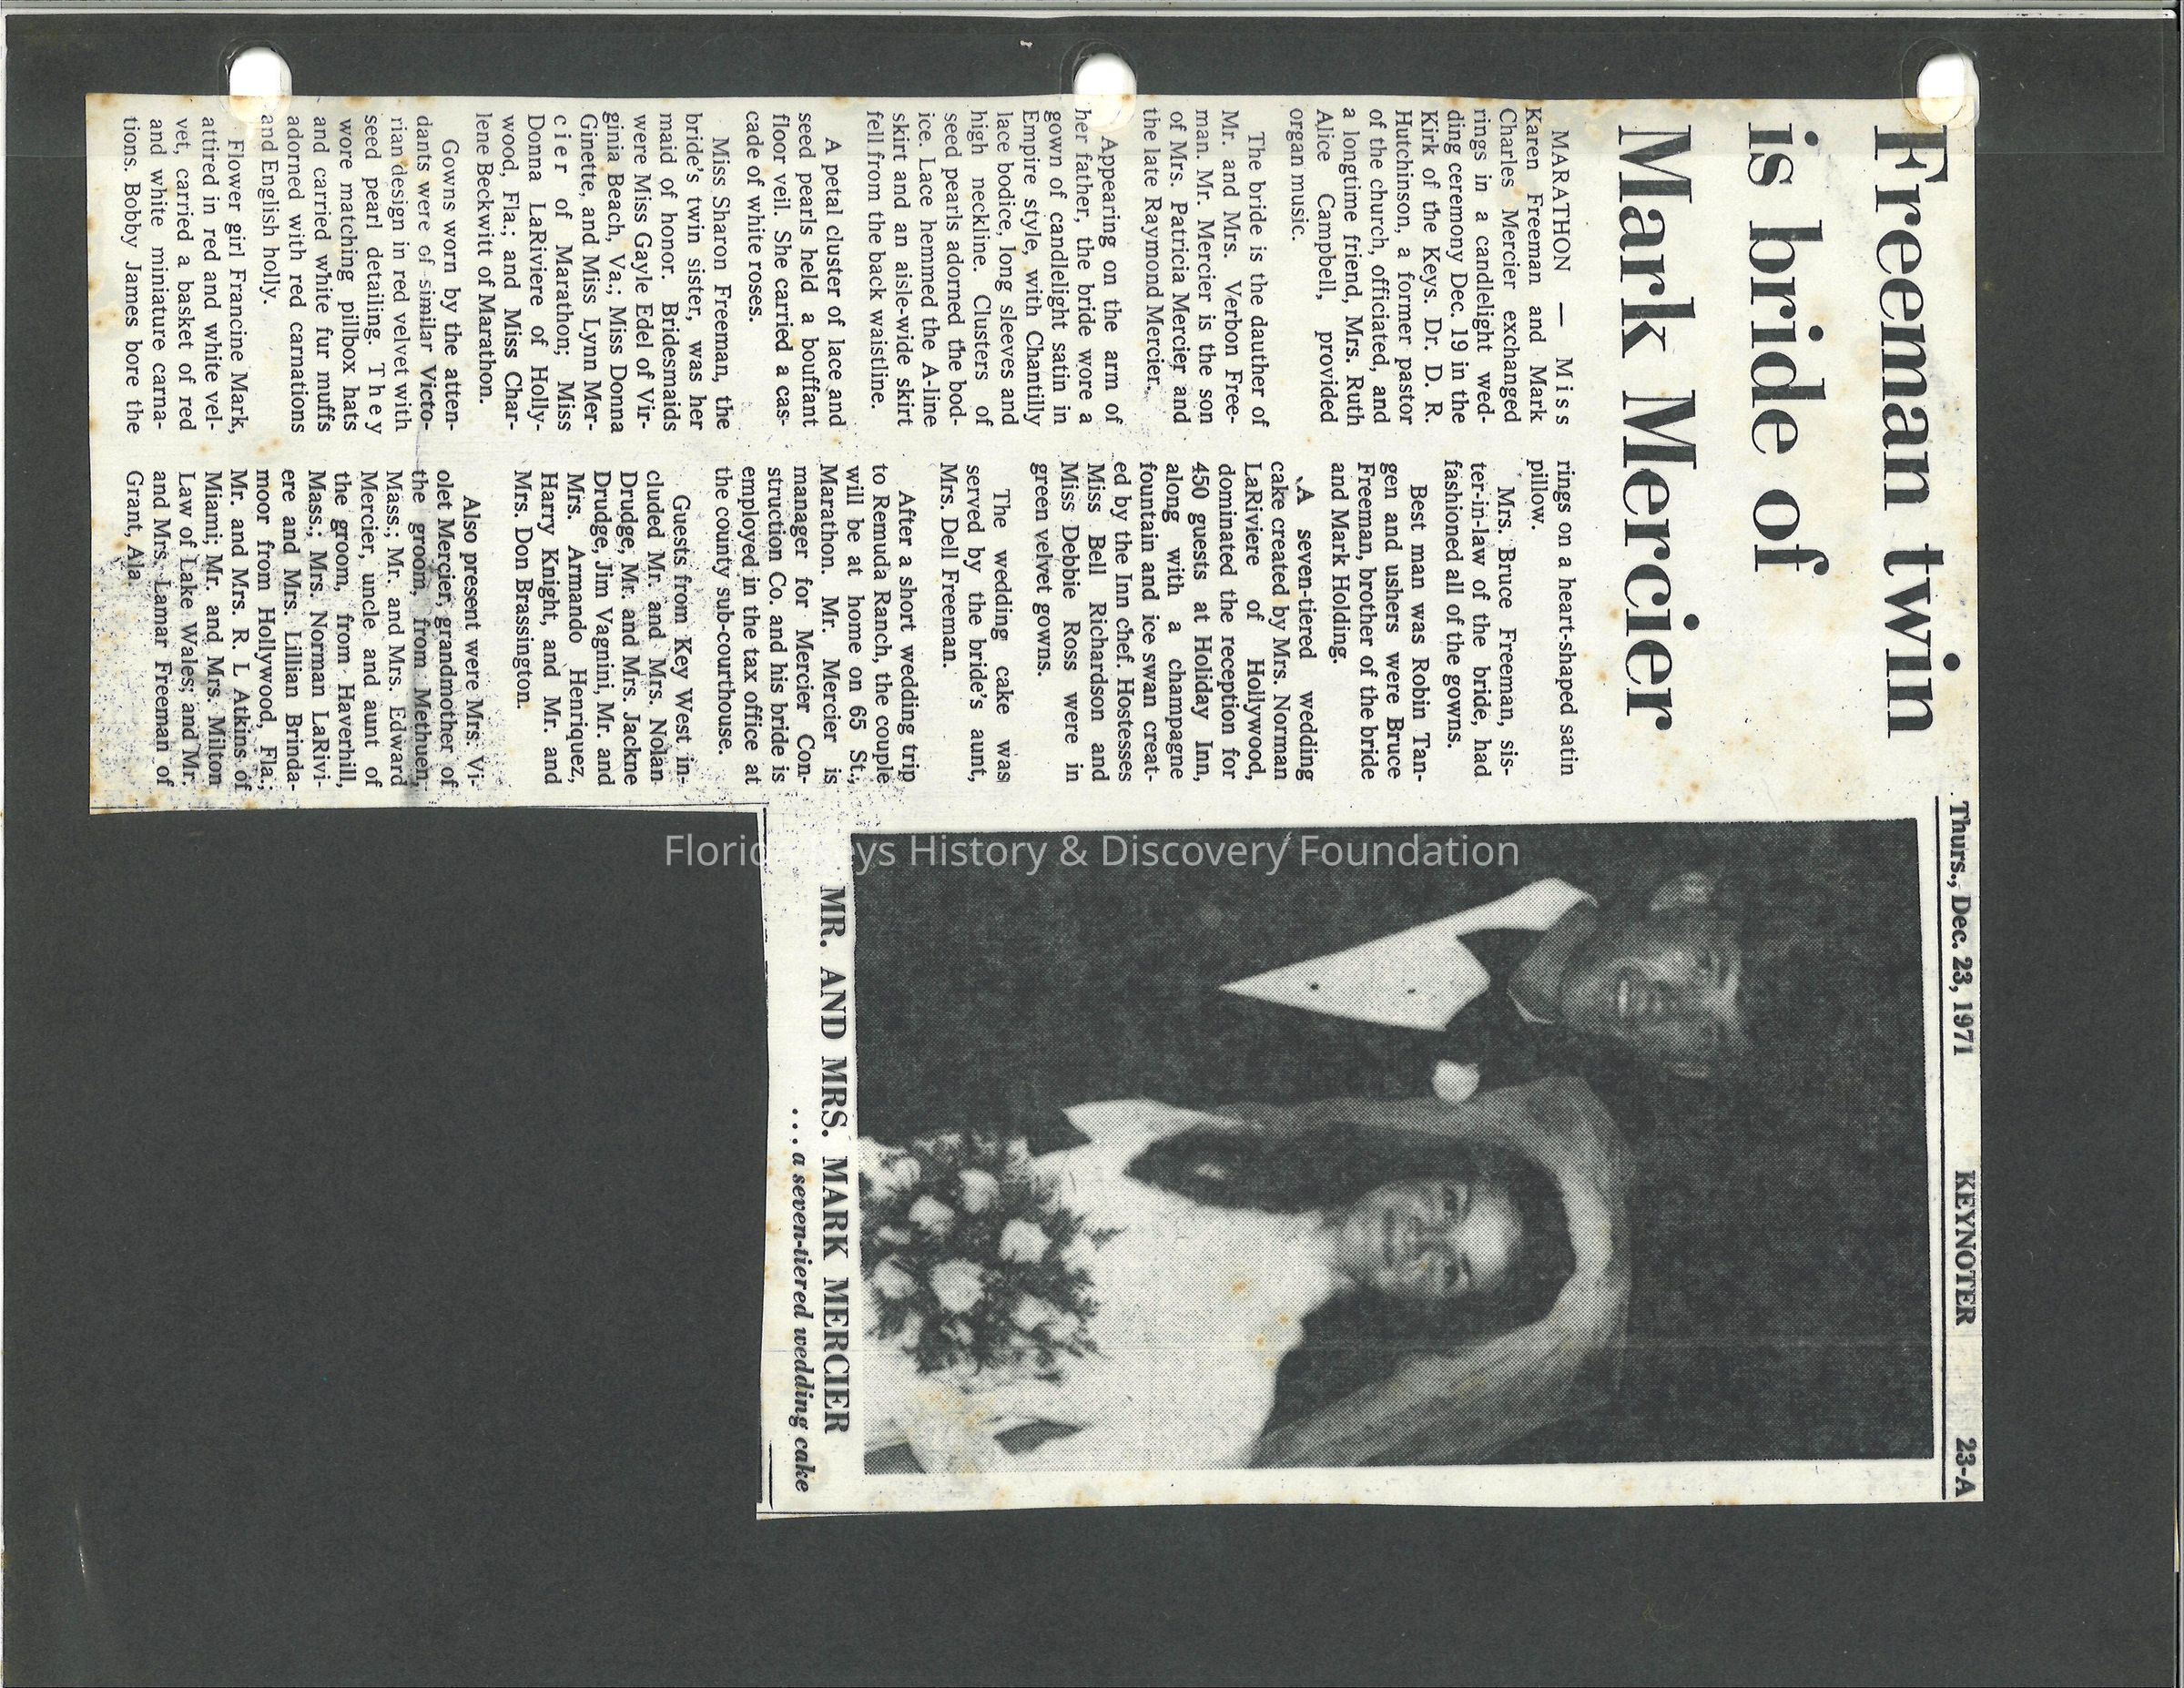 Thurs., Dec. 23, 1971 KEYNOTER 23-A
Freeman twin
is bride of
Mark Mercier
MARATHON — Miss
Karen Freeman and Mark
Charles Mercier exchanged
rings in a candlelight wed-
ding ceremony Dec. 19 in the
Kirk of the Keys. Dr. D. R.
Hutchinson, a former pastor
of the church, officiated, and
a longtime friend, Mrs. Ruth
Alice Campbell, provided
organ music.
The bride is the dauther of
Mr. and Mrs. Verbon Free-
man. Mr. Mercier is the son
of Mrs. Patricia Mercier and
the late Raymond Mercier.
Appearing on the arm of
her father, the bride wore a
gown of candlelight satin in
Empire style, with Chantilly
lace bodice, long sleeves and
high neckline. Clusters of
seed pearls adorned the bod-
ice. Lace hemmed the A-line
skirt and an aisle-wide skirt
fell from the back waistline.
A petal cluster of lace and
seed pearls held a bouffant
floor veil. She carried a cas-
cade of white roses.
Miss Sharon Freeman, the
bride's twin sister, was her
maid of honor. Bridesmaids
were Miss Gayle Edel of Vir-
ginia Beach, Va.; Miss Donna
Ginette, and Miss Lynn Mer-
cier of Marathon; Miss
Donna LaRiviere of Holly-
wood, Fla.; and Miss Char-
lene Beckwitt of Marathon.
Gowns worn by the atten-
dants were of similar Victo-
rian design in red velvet with
seed pearl detailing. They
wore matching pillbox hats
and carried white fur muffs
adorned with red carnations
and English holly.
Flower girl Francine Mark,
attired in red and white vel-
vet, carried a basket of red
and white miniature carna-
tions. Bobby James bore the
rings on a heart-shaped satin
pillow.
Mrs. Bruce Freeman, sis-
ter-in-law of the bride, had
fashioned all of the gowns.
Best man was Robin Tan-
gen and ushers were Bruce
Freeman, brother of the bride
and Mark Holding.
A seven-tiered wedding
cake created by Mrs. Norman
LaRiviere of Hollywood,
dominated the reception for
450 guests at Holiday Inn,
along with a champagne
fountain and ice swan creat-
ed by the Inn chef. Hostesses
Miss Bell Richardson and
Miss Debbie Ross were in
green velvet gowns.
The wedding cake was
served by the bride's aunt,
Mrs. Dell Freeman.
After a short wedding trip
to Remuda Ranch, the couple
will be at home on 65 St.,
Marathon. Mr. Mercier is
manager for Mercier Con-
struction Co. and his bride is
employed in the tax office at
the county sub-courthouse.
Guests from Key West in-
cluded Mr. and Mrs. Nolan
Drudge, Mr. and Mrs. Jackne
Drudge, Jim Vagnini, Mr. and
Mrs. Armando Henriquez,
Harry Knight, and Mr. and
Mrs. Don Brassington.
Also present were Mrs. Vi-
olet Mercier, grandmother of
the groom, from Methuen,
Mass.; Mr. and Mrs. Edward
Mercier, uncle and aunt of
the groom, from Haverhill,
Mass.; Mrs. Norman LaRivi-
ere and Mrs. Lillian Brinda-
moor from Hollywood, Fla.;
Mr. and Mrs. R. L Atkins of
Miami; Mr. and Mrs. Milton
Law of Lake Wales; and Mr.
and Mrs. Lamar Freeman of
Grant, Ala.
MR. AND MRS. MARK MERCIER
. . . a seven-tiered wedding cake
Florida Keys History & Discovery Foundation